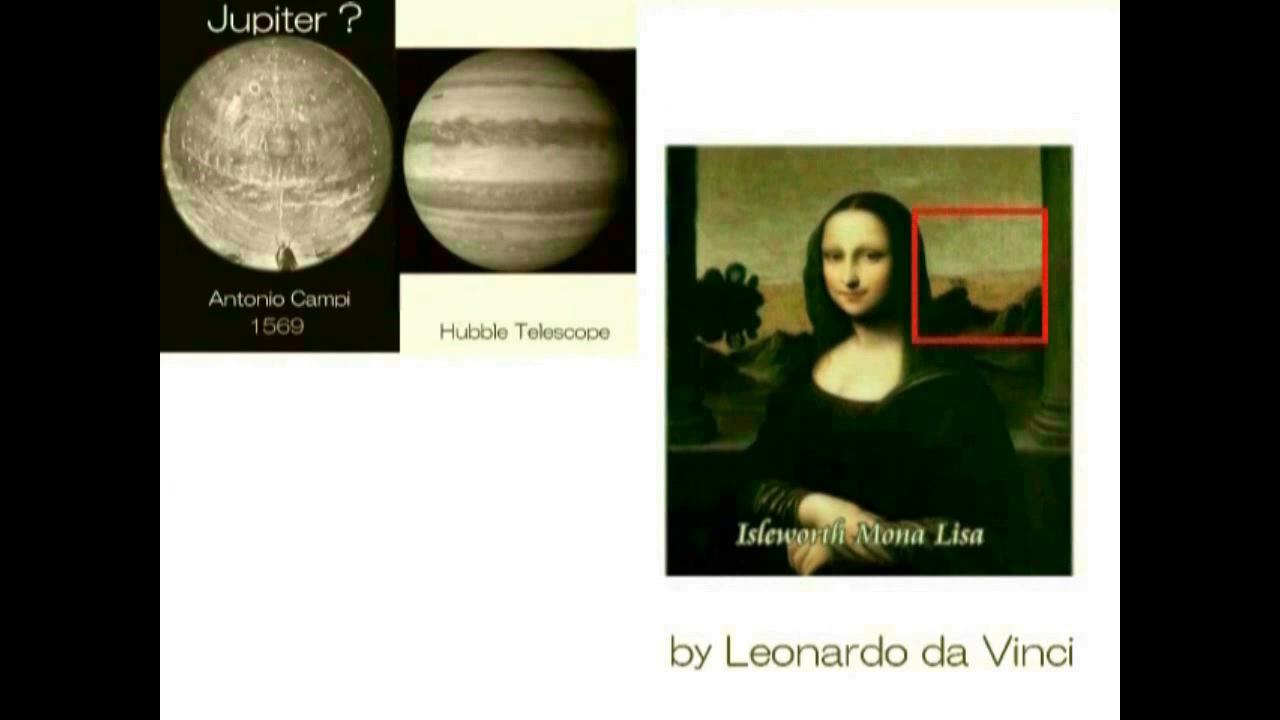 Jupiter ?
Antonio Campi
1569
Hubble Telescope
Isleworth Mona Lisa
by Leonardo da Vinci